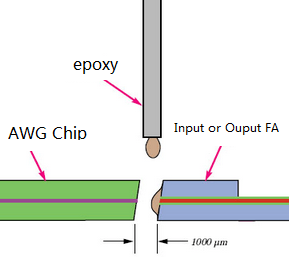 epoxy
AWG Chip
Input or Ouput FA
1000 μm